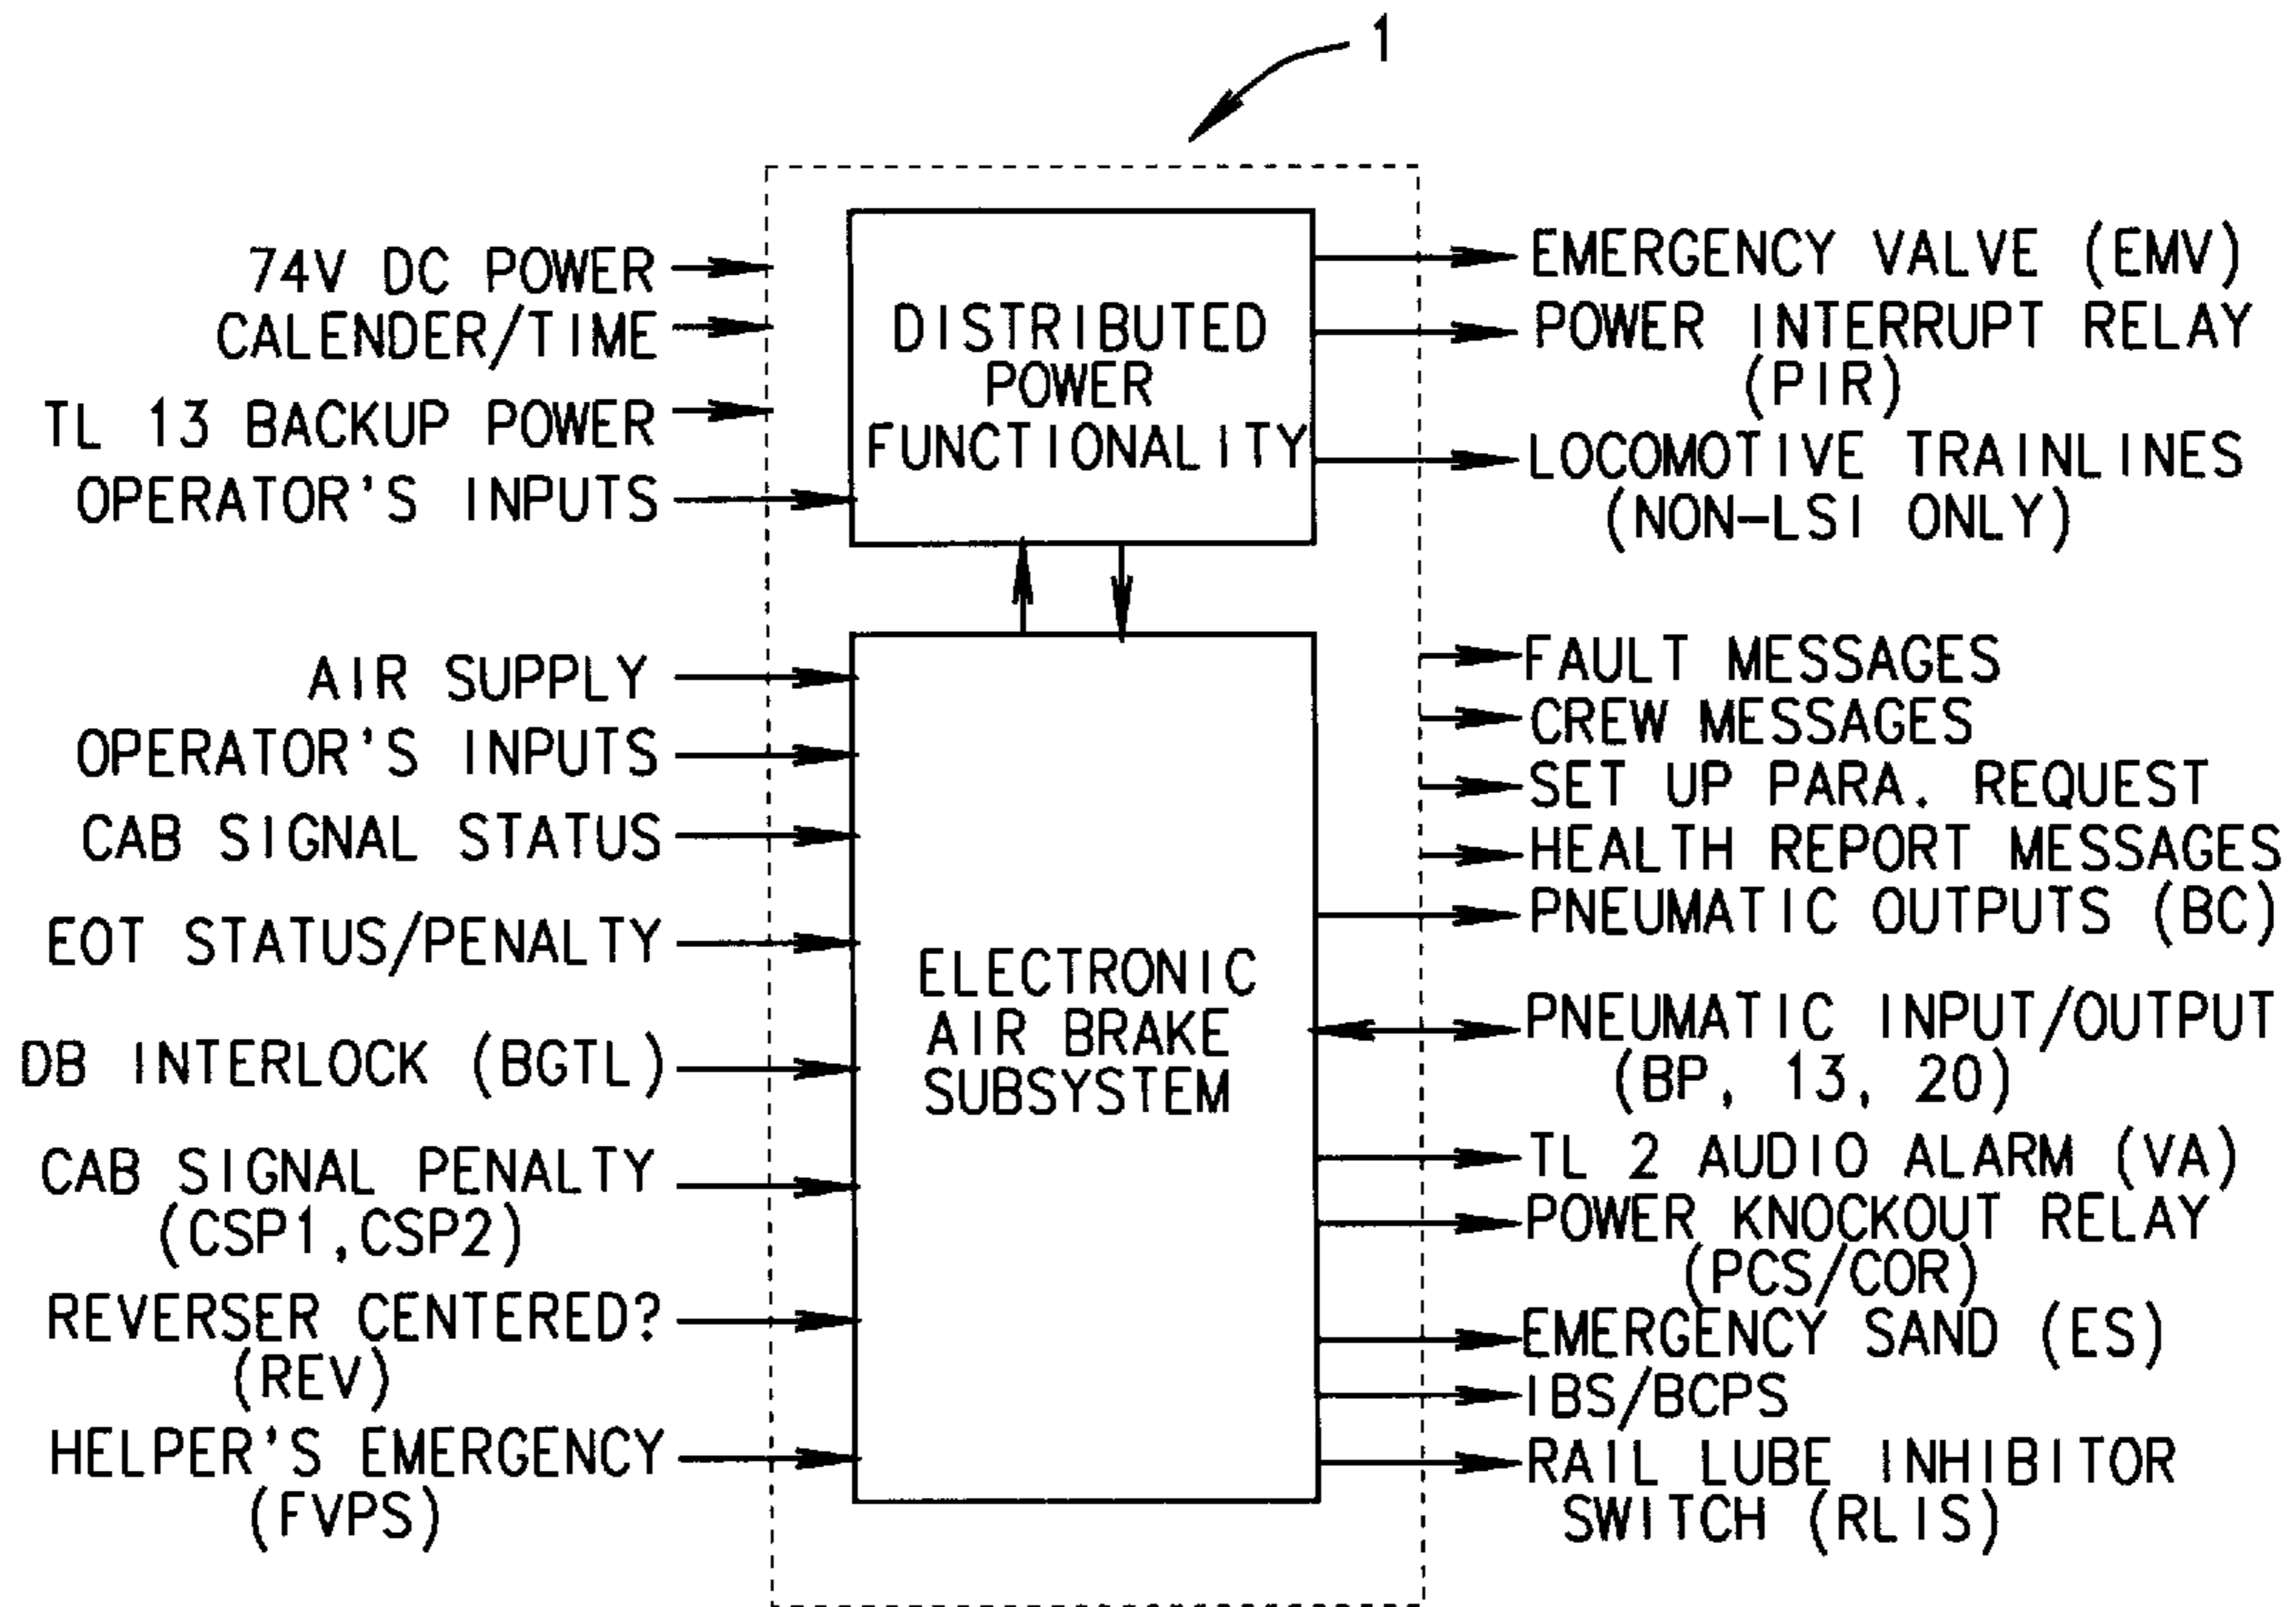 1
74V DC POWER
CALENDER/TIME
TL 13 BACKUP POWER
OPERATOR'S INPUTS
DISTRIBUTED
POWER
FUNCTIONALITY
EMERGENCY VALVE (EMV)
POWER INTERRUPT RELAY
(PIR)
LOCOMOTIVE TRAINLINES
(NON-LSI ONLY)
AIR SUPPLY
OPERATOR'S INPUTS
CAB SIGNAL STATUS
EOT STATUS/PENALTY
DB INTERLOCK (BGTL)
CAB SIGNAL PENALTY
(CSP1,CSP2)
REVERSER CENTERED?
(REV)
HELPER'S EMERGENCY
(FVPS)
ELECTRONIC
AIR BRAKE
SUBSYSTEM
FAULT MESSAGES
CREW MESSAGES
SET UP PARA. REQUEST
HEALTH REPORT MESSAGES
PNEUMATIC OUTPUTS (BC)
PNEUMATIC INPUT/OUTPUT
(BP, 13, 20)
TL 2 AUDIO ALARM (VA)
POWER KNOCKOUT RELAY
(PCS/COR)
EMERGENCY SAND (ES)
IBS/BCPS
RAIL LUBE INHIBITOR
SWITCH (RLIS)